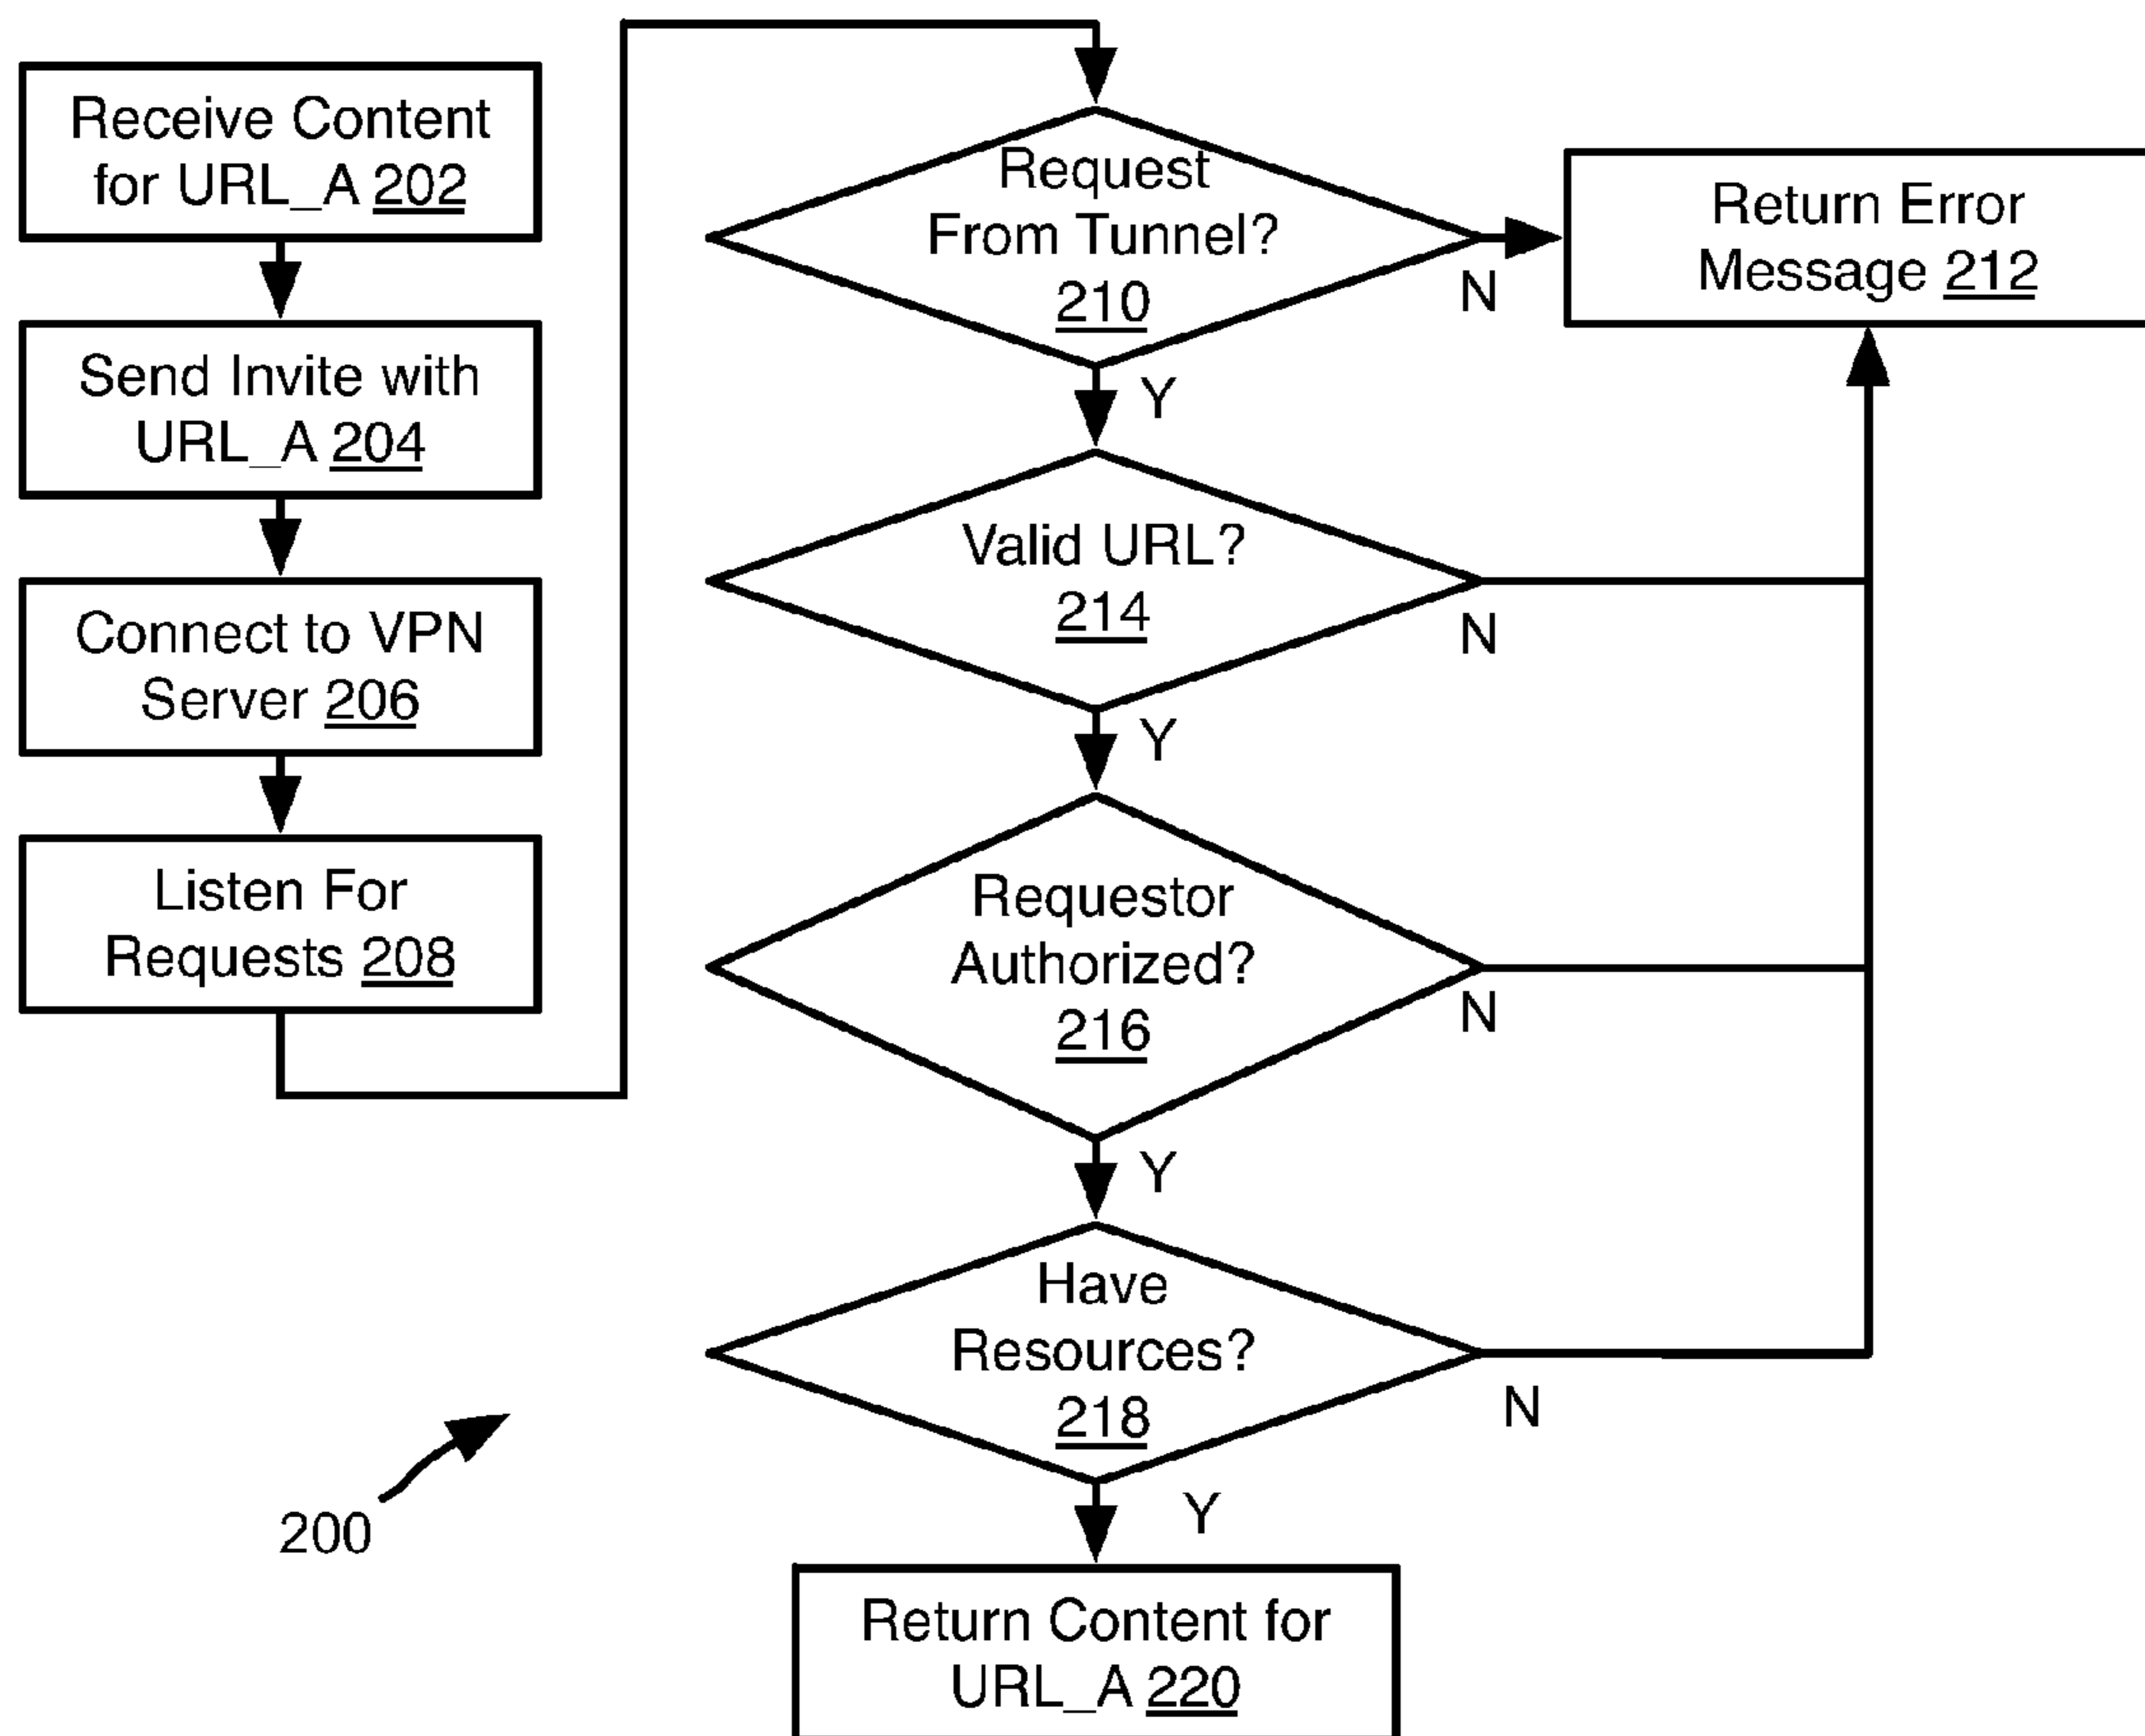 Receive Content
for URL_A 202
Send Invite with
URL_A 204
Connect to VPN
Server 206
Listen For
Requests 208
Request
From Tunnel?
210
N
Y
Return Error
Message 212
Valid URL?
214
N
Y
Requestor
Authorized?
216
N
Y
Have
Resources?
218
N
Y
Return Content for
URL_A 220
200